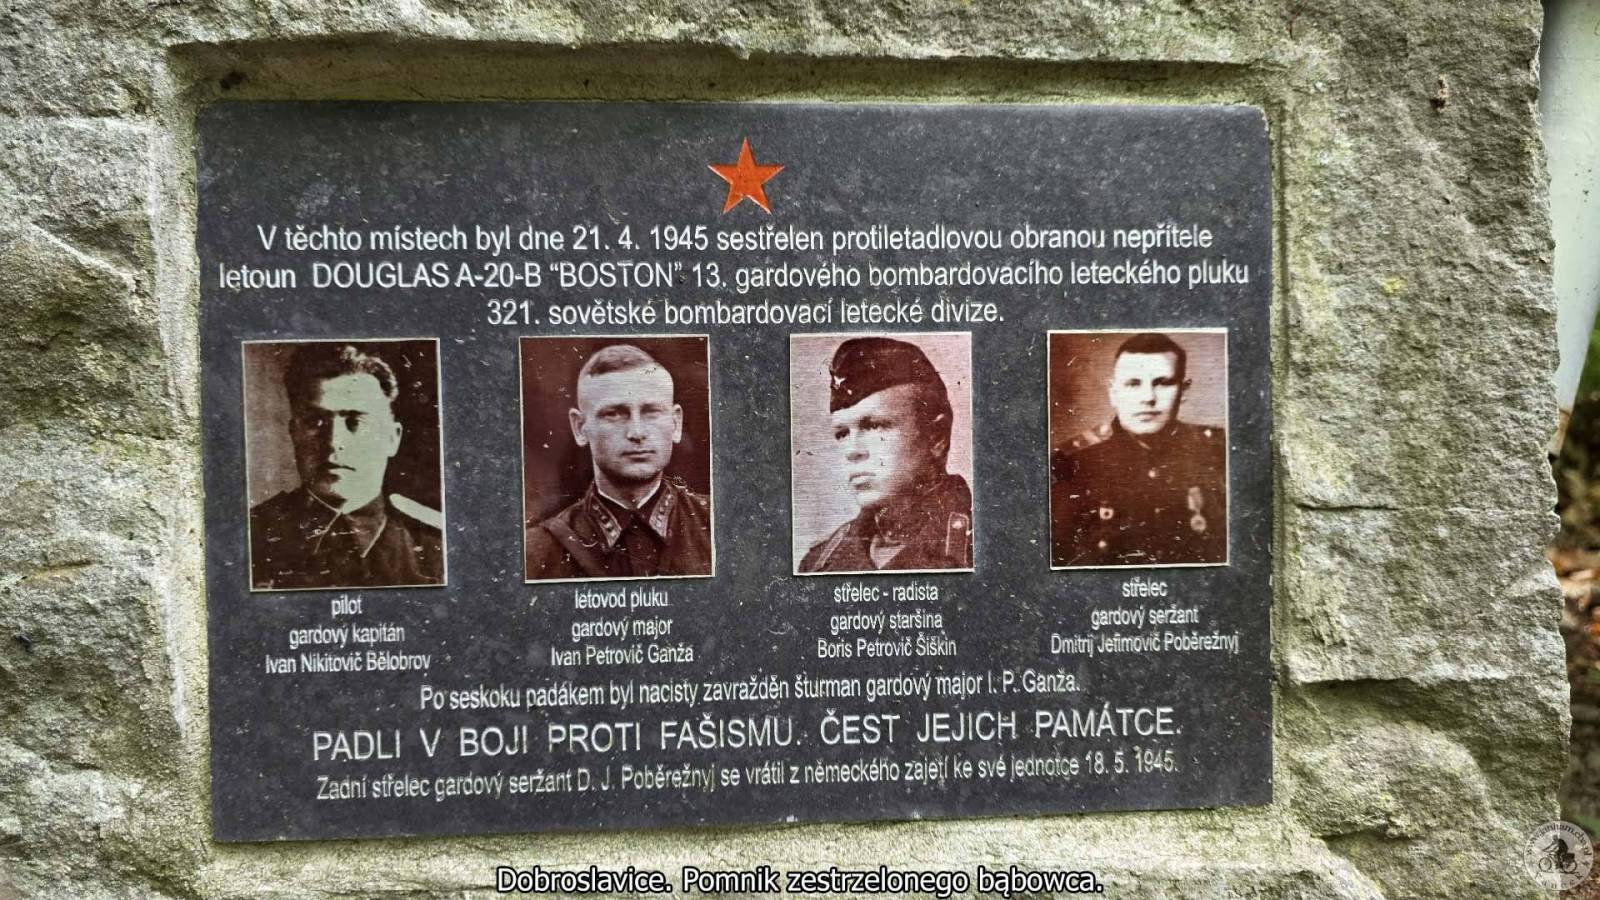 V těchto místech byl dne 21. 4. 1945 sestřelen protiletadlovou obranou nepřítele
letoun DOUGLAS A-20-B “BOSTON” 13. gardového bombardovacího leteckého pluku
321. sovětské bombardovací letecké divize.
pilot
gardový kapitán
Ivan Nikitovič Bělobrov
letovod pluku
gardový major
Ivan Petrovič Ganža
střelec - radista
gardový staršina
Boris Petrovič Šiškin
střelec
gardový seržant
Dmitrij Jefimovič Poběrežnyj
Po seskoku padákem byl nacisty zavražděn šturman gardový major I. P. Ganža.
PADLI V BOJI PROTI FAŠISMU. ČEST JEJICH PAMÁTCE.
Zadní střelec gardový seržant D. J. Poběrežnyj se vrátil z německého zajetí ke své jednotce 18. 5. 1945.
Dobroslavice. Pomnik zestrzelonego bąbowca.